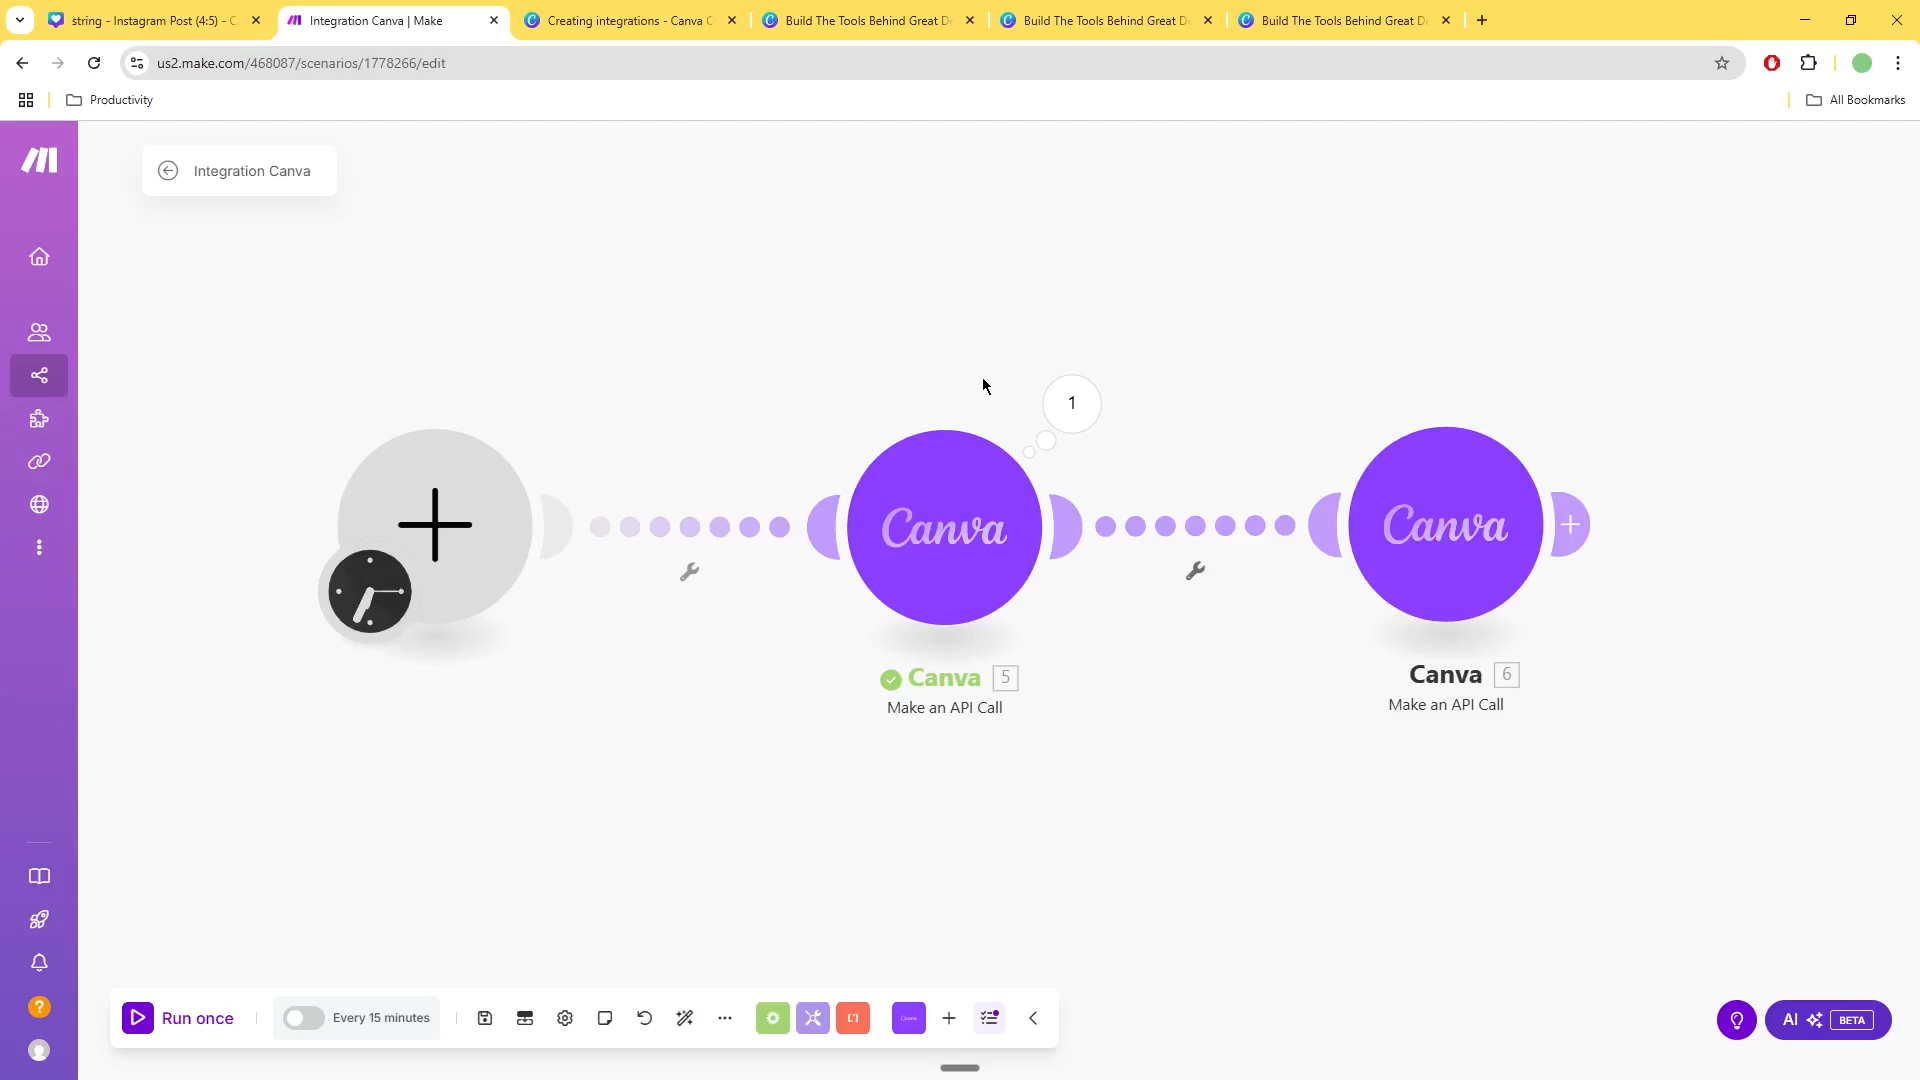 string - Instagram Post (4:5) - C
Integration Canva | Make
Creating integrations - Canva C
Build The Tools Behind Great De
Build The Tools Behind Great De
Build The Tools Behind Great D
us2.make.com/468087/scenarios/1778266/edit
Productivity
All Bookmarks
Integration Canva
1
Canva
Canva
Canva 5
Make an API Call
Canva 6
Make an API Call
Run once
Every 15 minutes
Canva
AI BETA